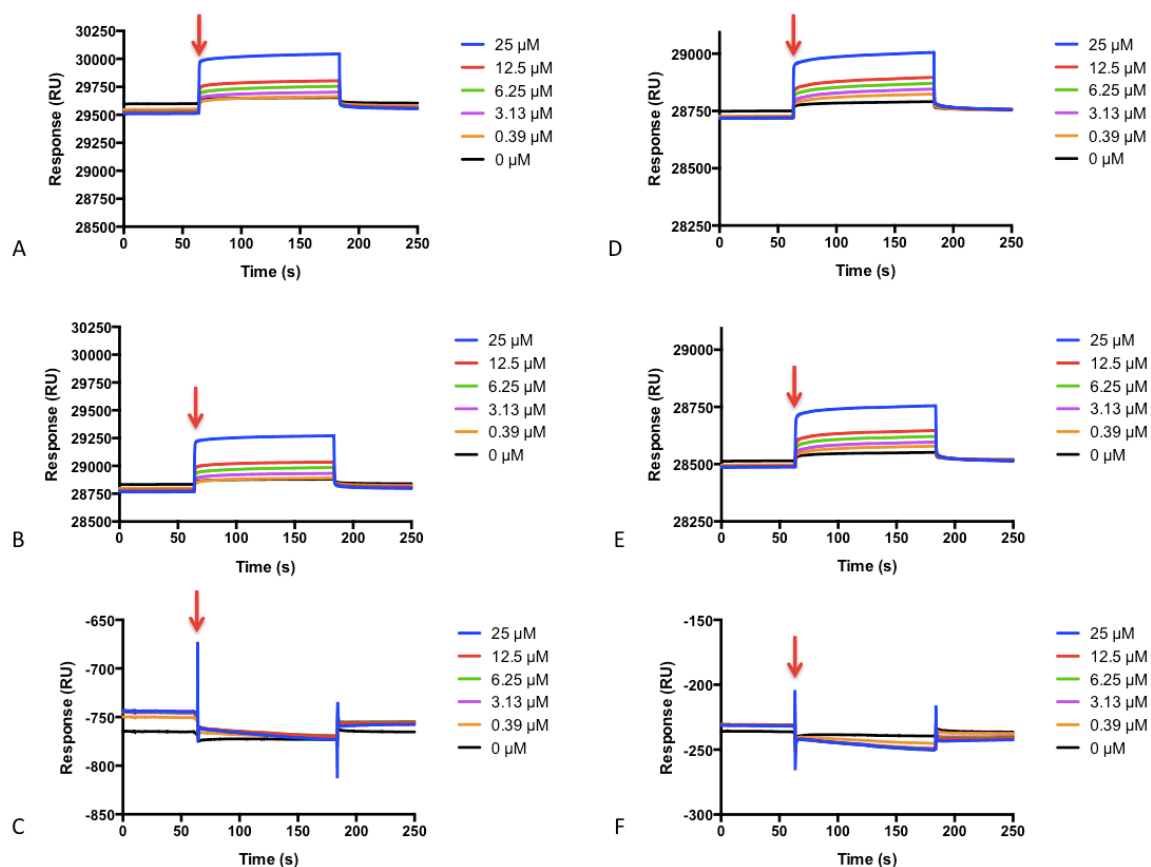 30250
30000
29750
29500
29250
29000
28750
28500
Response (RU)
0 50 100 150 200 250
Time (s)
25 µM
12.5 µM
6.25 µM
3.13 µM
0.39 µM
0 µM
A
29000
28750
28500
28250
Response (RU)
0 50 100 150 200 250
Time (s)
25 µM
12.5 µM
6.25 µM
3.13 µM
0.39 µM
0 µM
D
30250
30000
29750
29500
29250
29000
28750
28500
Response (RU)
0 50 100 150 200 250
Time (s)
25 µM
12.5 µM
6.25 µM
3.13 µM
0.39 µM
0 µM
B
29000
28750
28500
28250
Response (RU)
0 50 100 150 200 250
Time (s)
25 µM
12.5 µM
6.25 µM
3.13 µM
0.39 µM
0 µM
E
-650
-700
-750
-800
-850
Response (RU)
0 50 100 150 200 250
Time (s)
25 µM
12.5 µM
6.25 µM
3.13 µM
0.39 µM
0 µM
C
-150
-200
-250
-300
Response (RU)
0 50 100 150 200 250
Time (s)
25 µM
12.5 µM
6.25 µM
3.13 µM
0.39 µM
0 µM
F